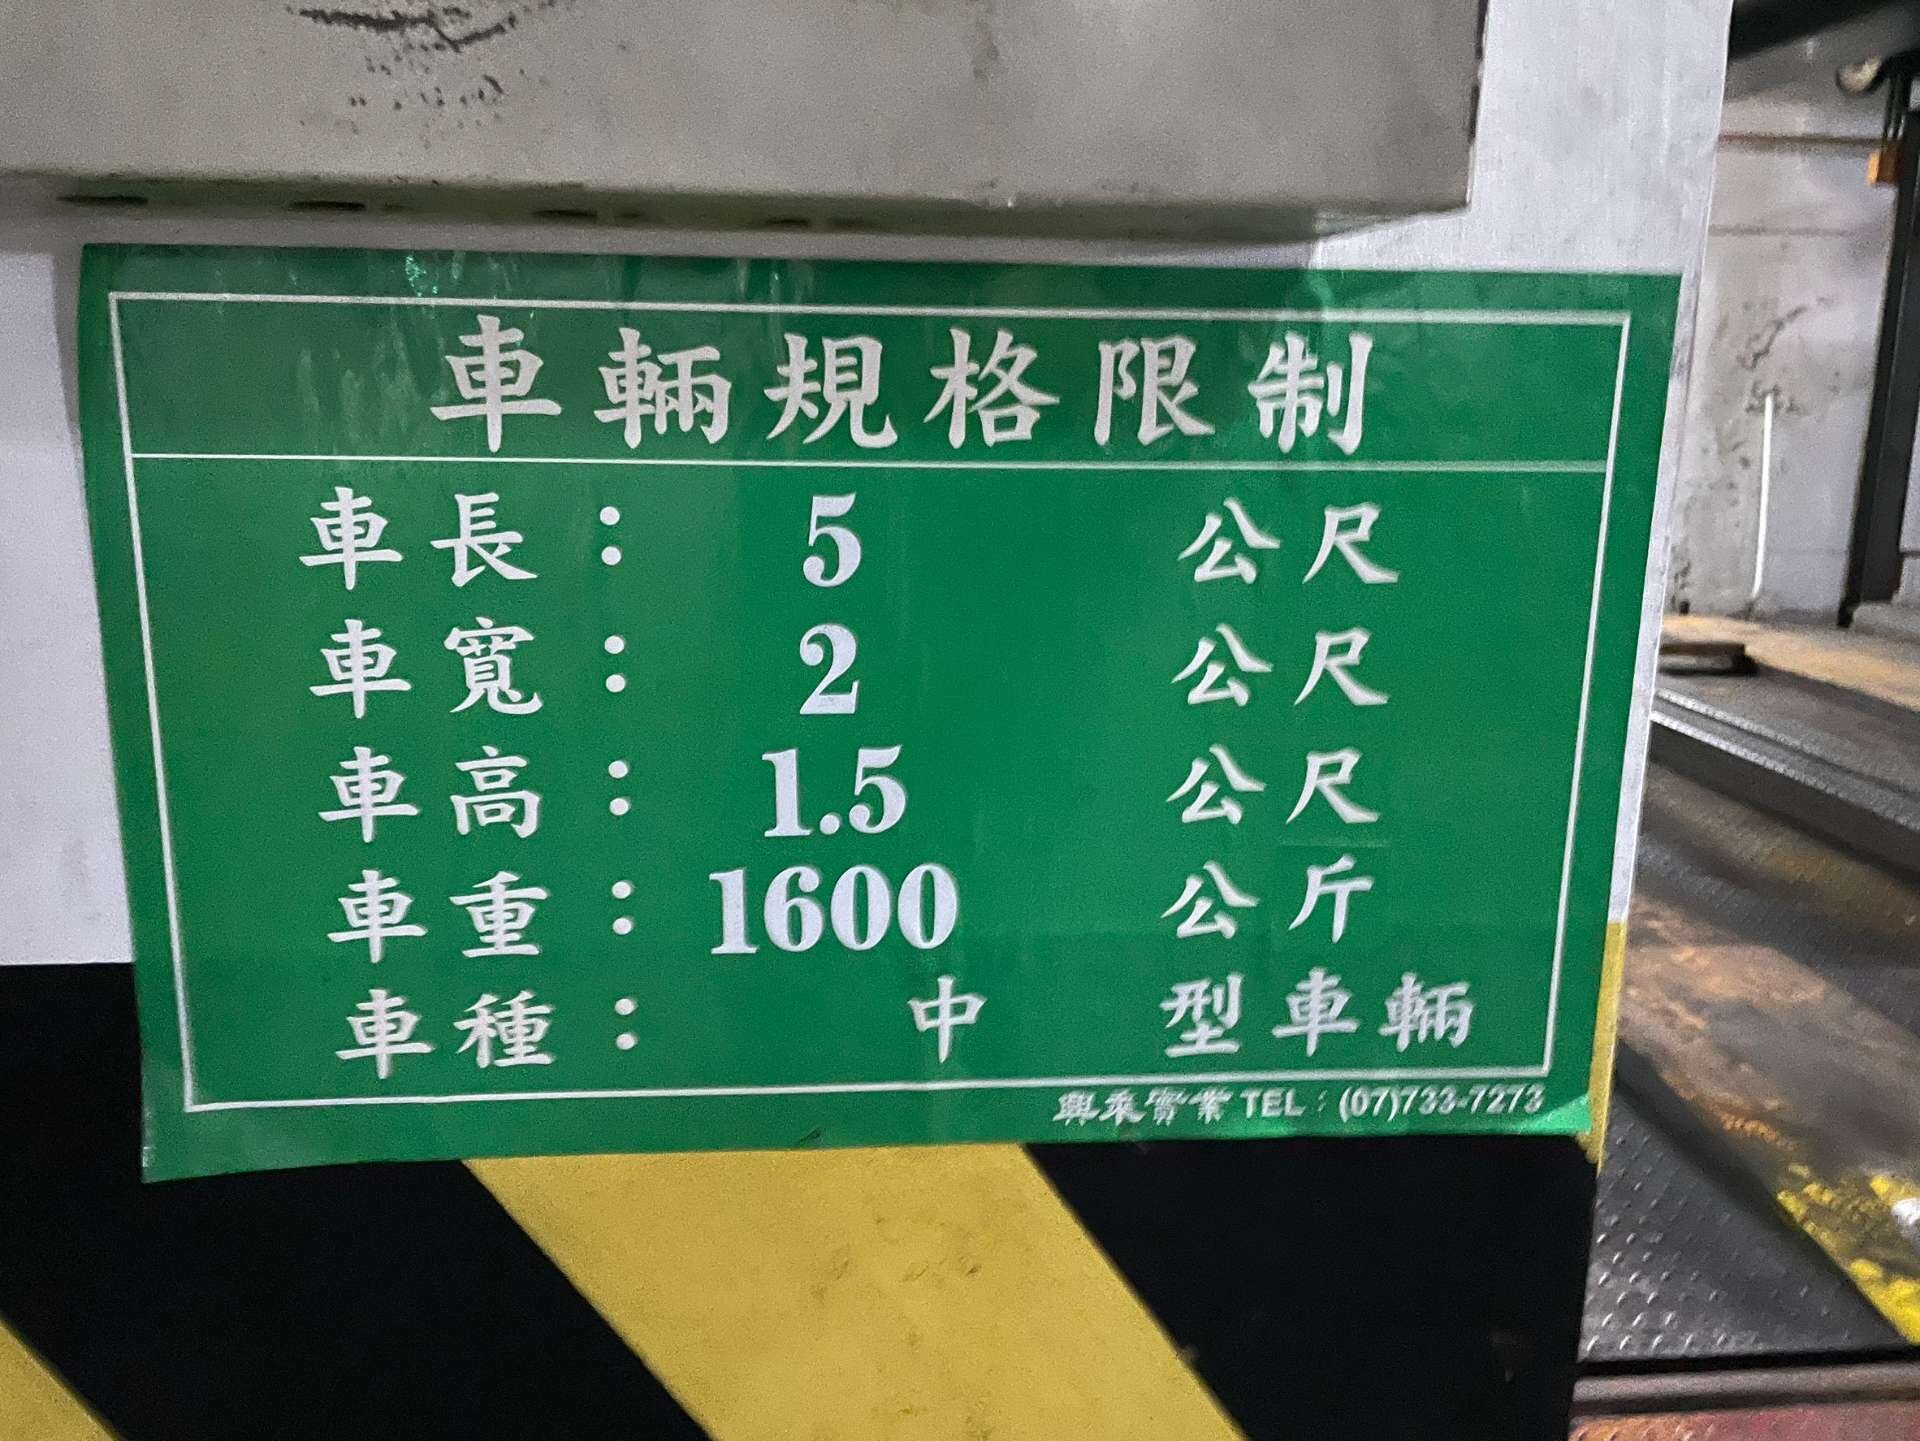 車輛規格限制
車長：5 公尺
車寬：2 公尺
車高：1.5 公尺
車重：1600 公斤
車種： 中 型車輛
興乘實業 TEL：(07)733-7273